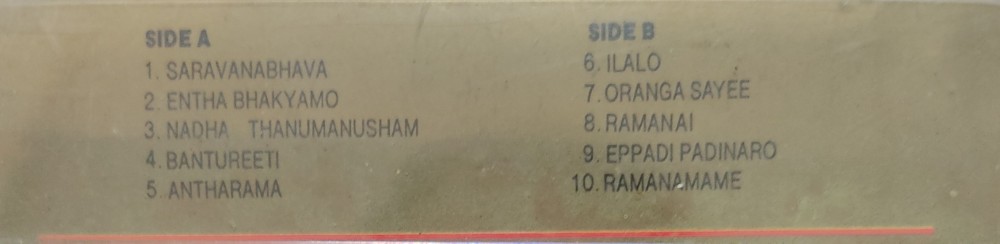 SIDE A
1. SARAVANABHAVA
2. ENTHA BHAKYAMO
3. NADHA THANUMANUSHAM
4. BANTUREETI
5. ANTHARAMA
SIDE B
6. ILALO
7. ORANGA SAYEE
8. RAMANAI
9. EPPADI PADINARO
10. RAMANAMAME